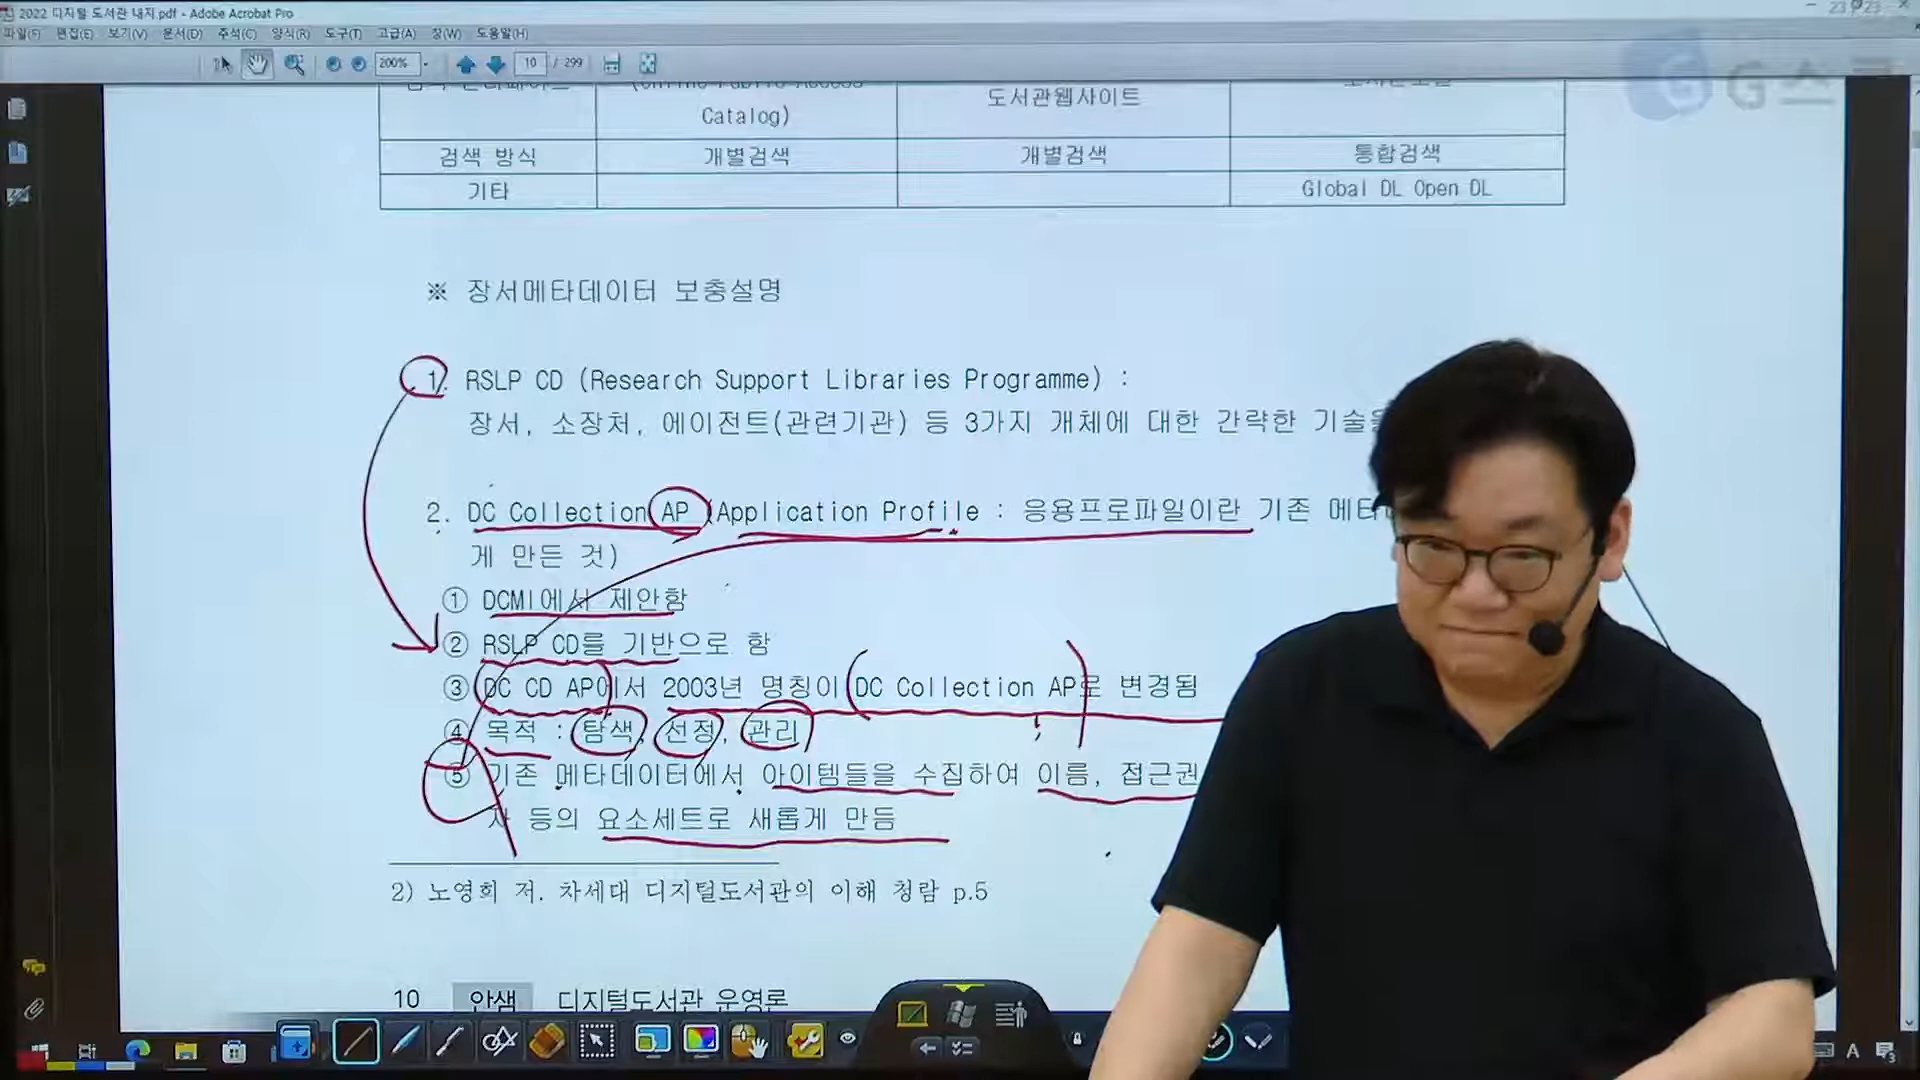 2022 디지털 도서관 내지.pdf - Adobe Acrobat Pro
파일(F) 편집(E) 보기(V) 문서(D) 주석(C) 양식(R) 도구(T) 고급(A) 창(W) 도움말(H)
200% 10 / 299
G스쿨
Catalog) 도서관웹사이트
검색 방식 개별검색 개별검색 통합검색
기타 Global DL Open DL
※ 장서메타데이터 보충설명
1. RSLP CD (Research Support Libraries Programme) :
장서, 소장처, 에이전트(관련기관) 등 3가지 개체에 대한 간략한 기술을
2. DC Collection AP (Application Profile : 응용프로파일이란 기존 메타
게 만든 것)
① DCMI에서 제안함
② RSLP CD를 기반으로 함
③ DC CD AP에서 2003년 명칭이 DC Collection AP로 변경됨
④ 목적 : 탐색, 선정, 관리
⑤ 기존 메타데이터에서 아이템들을 수집하여 이름, 접근권
자 등의 요소세트로 새롭게 만듬
2) 노영희 저. 차세대 디지털도서관의 이해 청람 p.5
10 안샘 디지털도서관 운영론
A